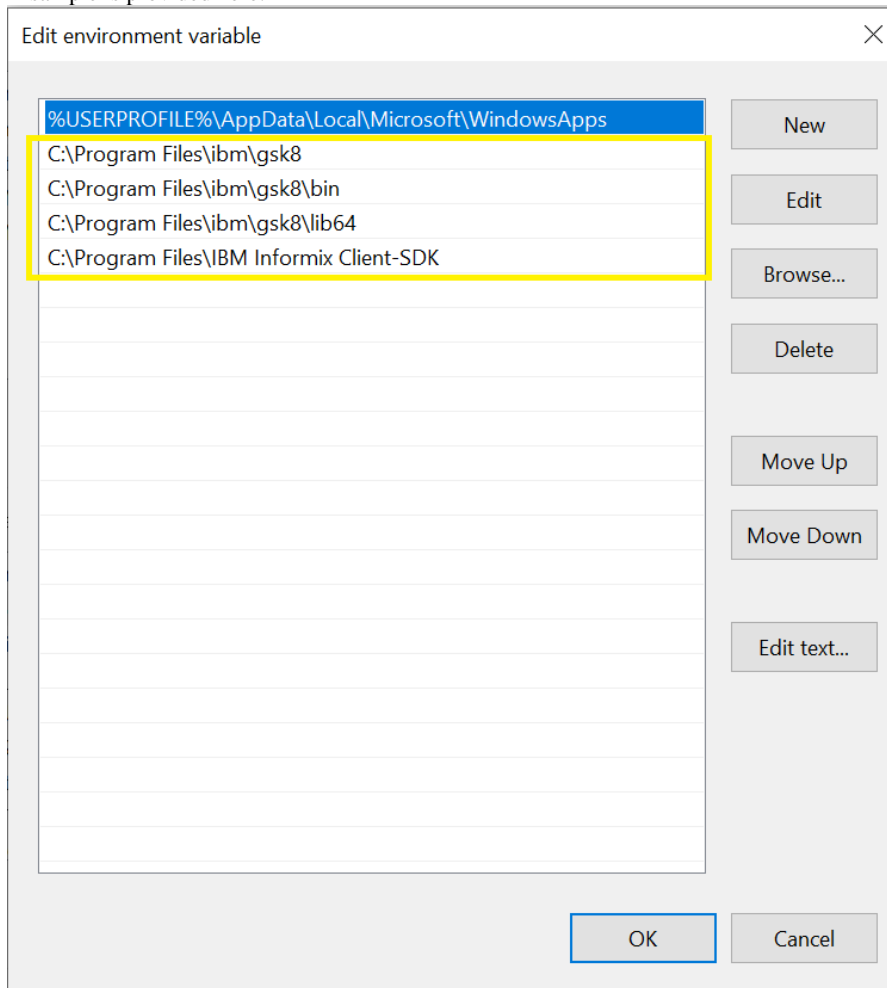 Edit environment variable
%USERPROFILE%\AppData\Local\Microsoft\WindowsApps
C:\Program Files\ibm\gsk8
C:\Program Files\ibm\gsk8\bin
C:\Program Files\ibm\gsk8\lib64
C:\Program Files\IBM Informix Client-SDK
New
Edit
Browse...
Delete
Move Up
Move Down
Edit text...
OK
Cancel